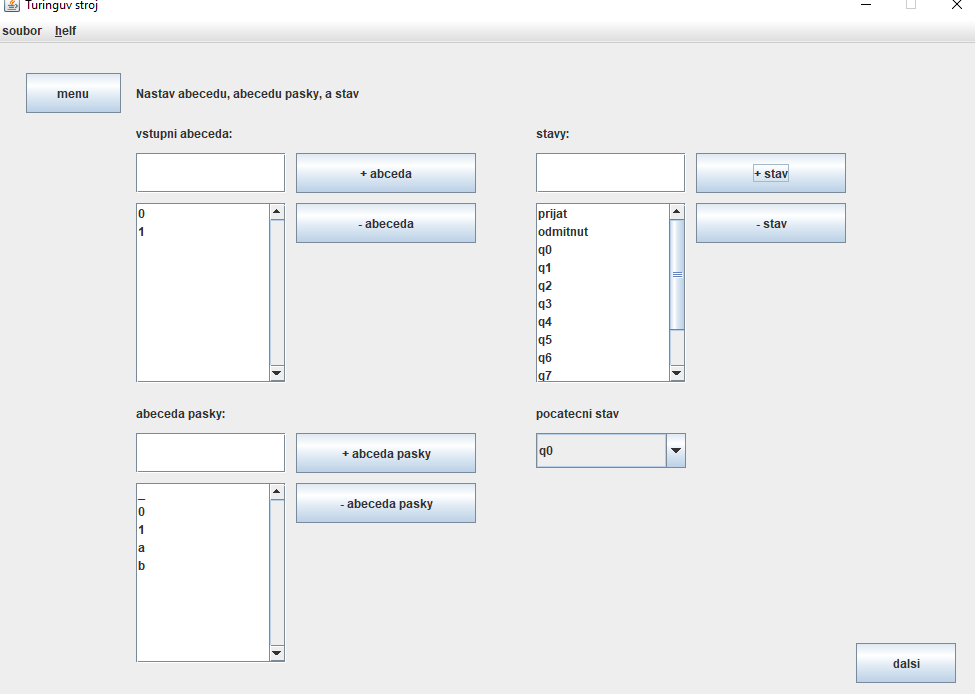 Turinguv stroj
soubor helf
menu
Nastav abecedu, abecedu pasky, a stav
vstupni abeceda:
+ abceda
- abeceda
0
1
abeceda pasky:
+ abceda pasky
- abeceda pasky
_
0
1
a
b
stavy:
+ stav
- stav
prijat
odmitnut
q0
q1
q2
q3
q4
q5
q6
q7
pocatecni stav
q0
dalsi